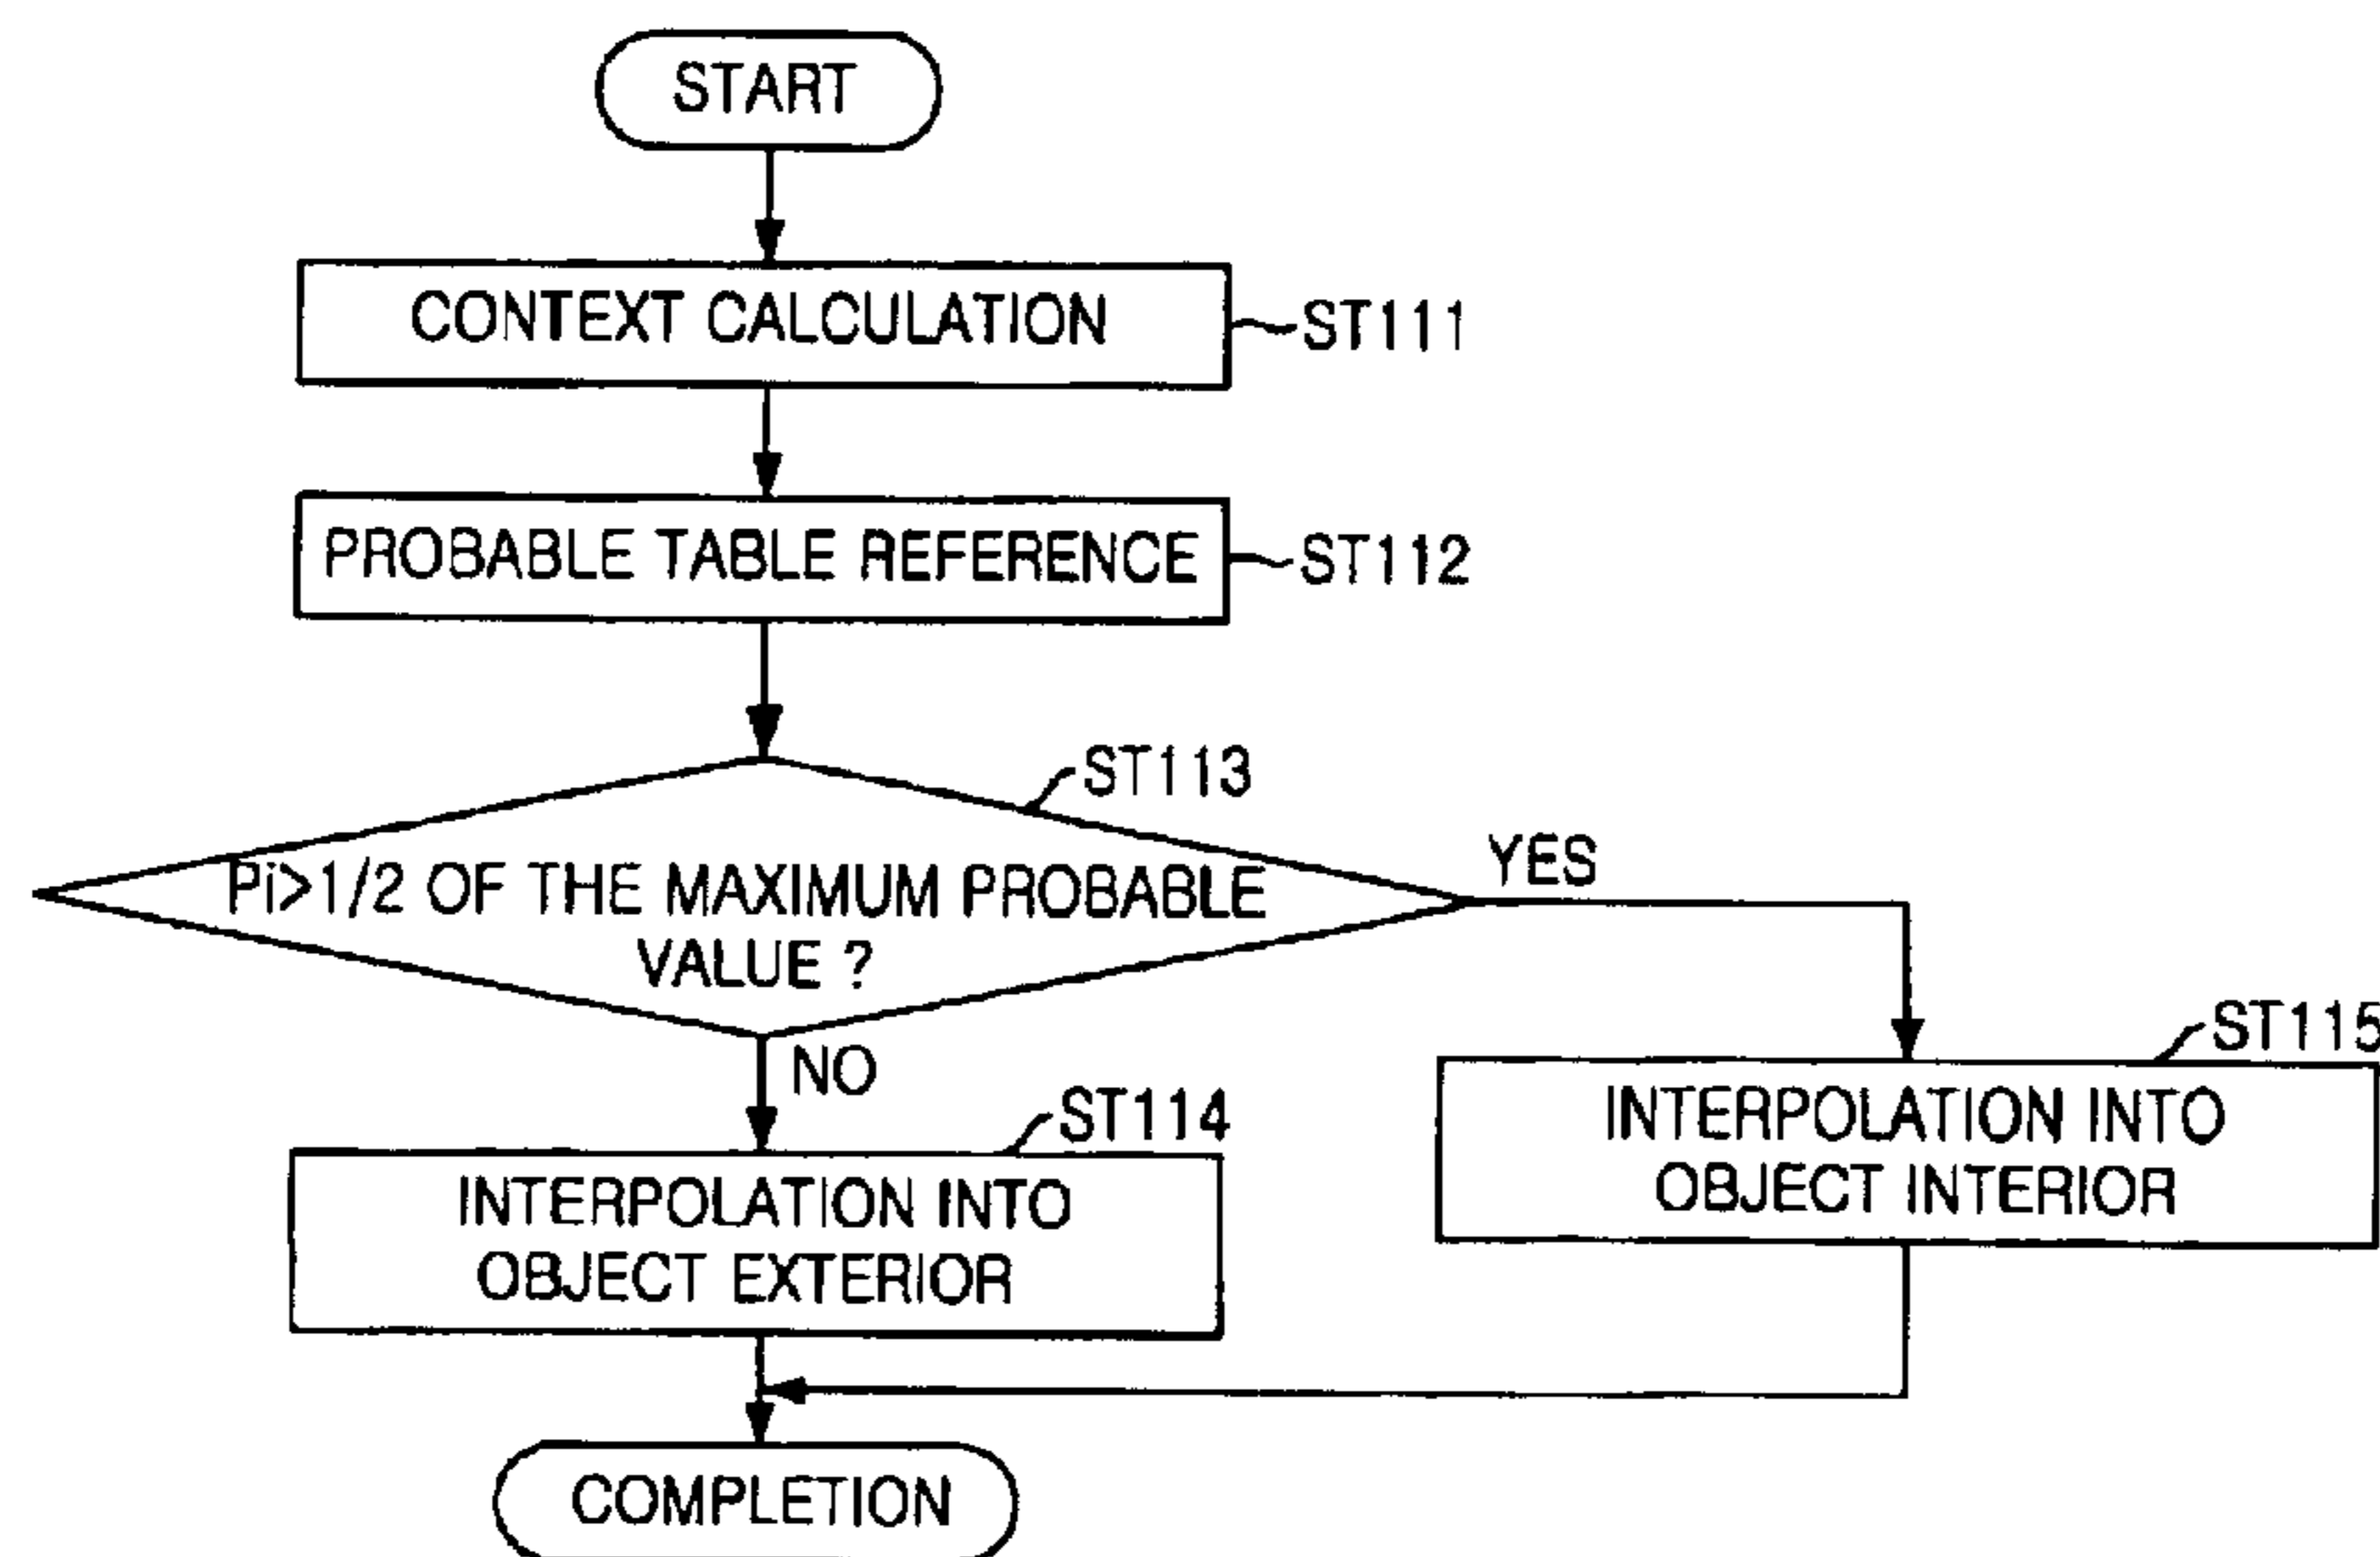 START
CONTEXT CALCULATION
ST111
PROBABLE TABLE REFERENCE
ST112
ST113
Pi>1/2 OF THE MAXIMUM PROBABLE
VALUE ?
YES
NO
ST115
INTERPOLATION INTO
OBJECT INTERIOR
ST114
INTERPOLATION INTO
OBJECT EXTERIOR
COMPLETION